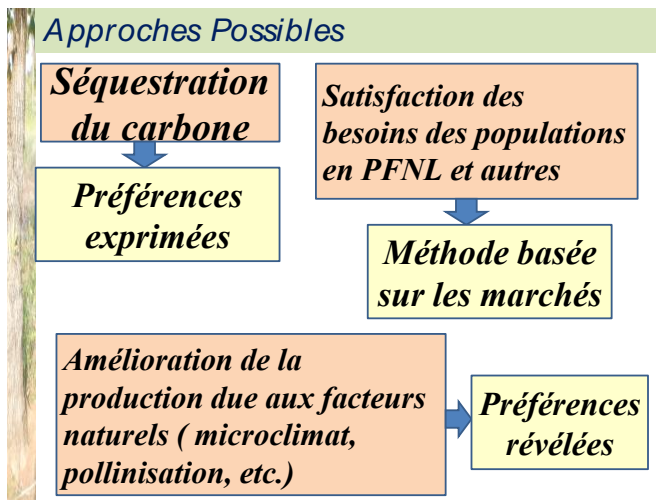 Approches Possibles
Séquestration
du carbone
Préférences
exprimées
Satisfaction des
besoins des populations
en PFNL et autres
Méthode basée
sur les marchés
Amélioration de la
production due aux facteurs
naturels ( microclimat,
pollinisation, etc.)
Préférences
révélées